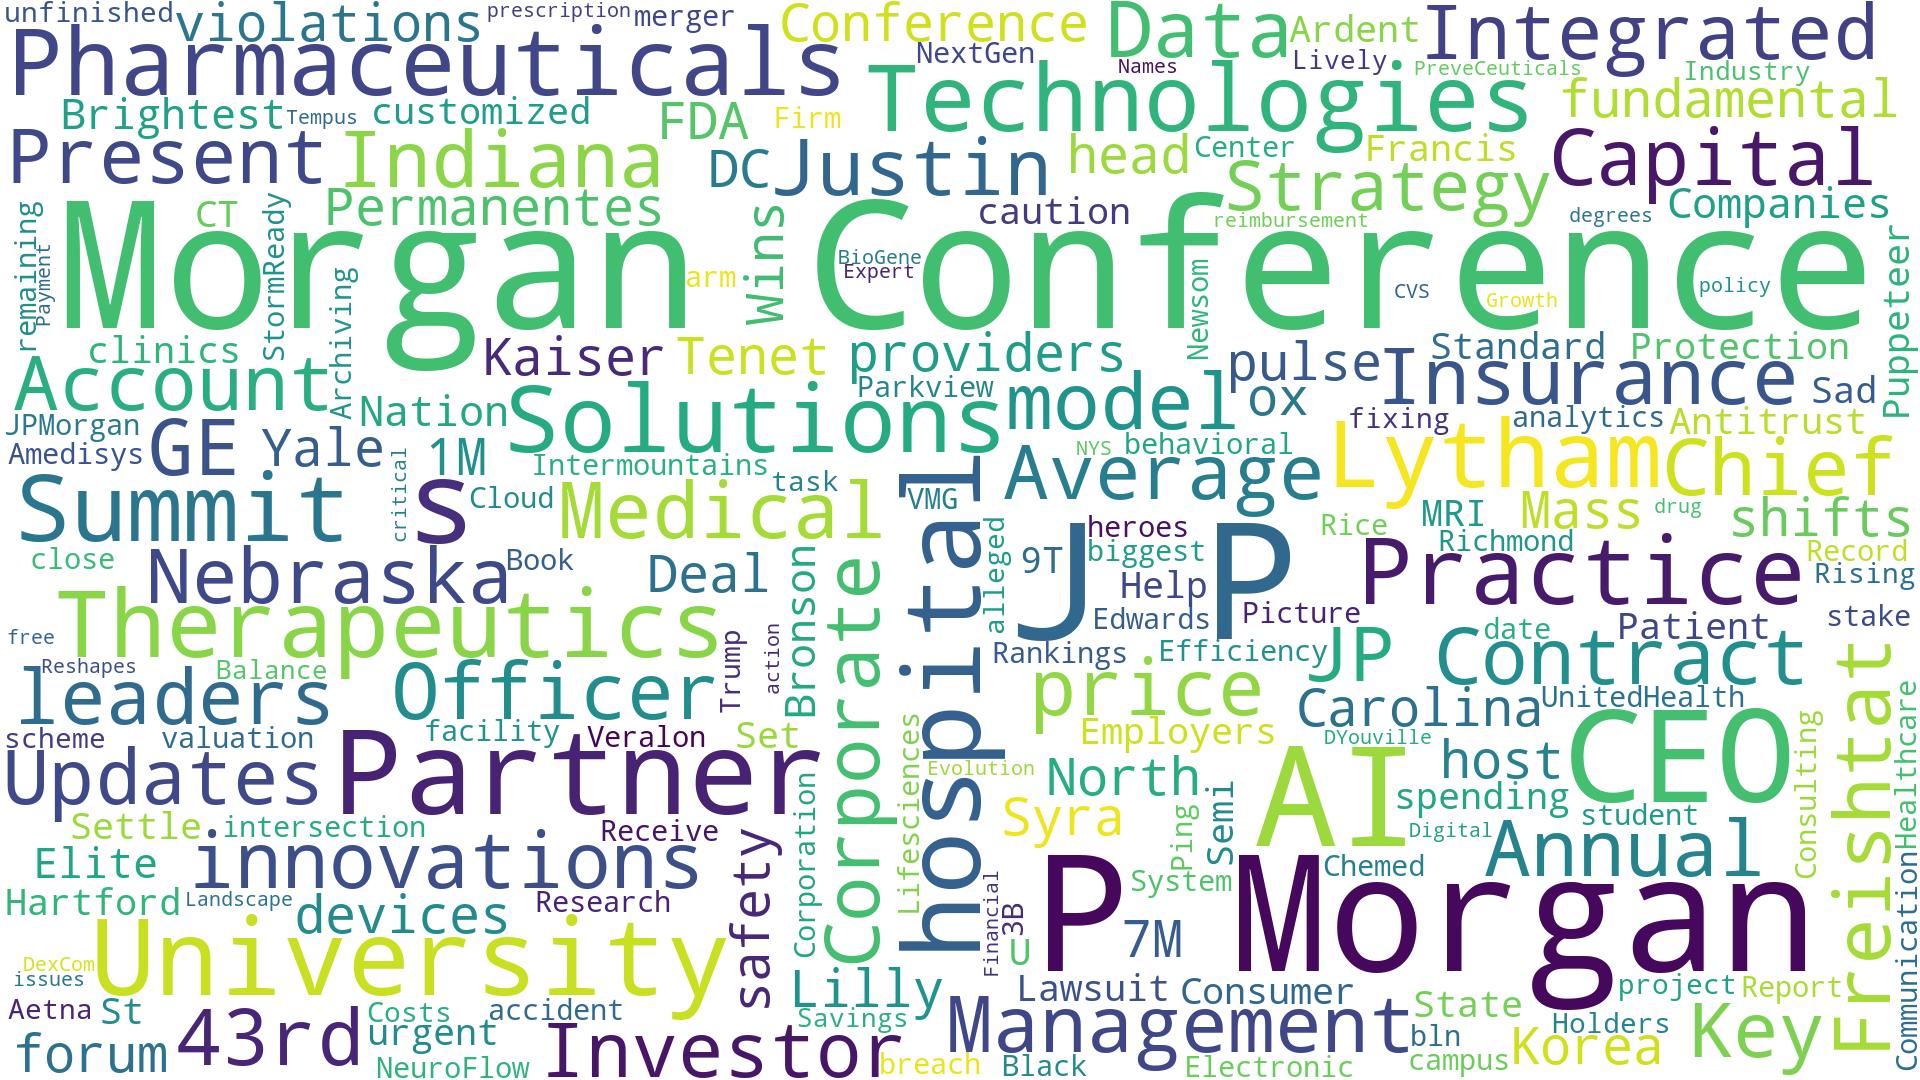 unfinished
violations
prescription
merger
Conference
Data
Ardent
Integrated
Pharmaceuticals
NextGen
Names
Lively
PreveCeuticals
Industry
Technologies
fundamental
Brightest
Tempus
customized
FDA
Firm
Present
Indiana
DC
Justin
head
Center
Francis
Capital
Strategy
CT
Permanentes
caution
reimbursement
degrees
Companies
remaining
Payment
StormReady
Archiving
Morgan Conference
arm
Wins
BioGene
Expert
Newsom
CVS
Growth
policy
Puppeteer
clinics
Account
Kaiser
Tenet
providers
pulse
Standard
Protection
Insurance
Sad
Parkview
model
ox
Nation
Solutions
JPMorgan
Amedisys
GE
Yale
1M
fixing
analytics
Antitrust
NYS
behavioral
Intermountains
Average
Lytham
Chief
Summit
critical
s
Cloud
Medical
task
VMG
hospital
heroes
Rice
MRI
Mass
drug
shifts
close
Nebraska
Book
Deal
Bronson
Corporate
alleged
9T
biggest
J P
Help
Richmond
Practice
Record
Rising
Therapeutics
free
Reshapes
Edwards
Picture
Patient
stake
leaders
Balance
Officer
Trump
action
Rankings
Efficiency
JP
date
Contract
Freishtat
Healthcare
price
Carolina
UnitedHealth
scheme
valuation
facility
Veralon
Set
Employers
DYouville
host
CEO
Consulting
Updates
Partner
Lifesciences
Evolution
North
AI
spending
student
Settle
intersection
Receive
safety
Corporation
Syra
Ping
Semi
Digital
Annual
Elite
innovations
Chemed
Hartford
Landscape
devices
Research
Financial
3B
U
System
P Morgan
7M
University
DexCom
issues
Communication
Aetna
St
43rd
Costs
urgent
accident
Lilly
Savings
Lawsuit
Consumer
State
project
Report
forum
NeuroFlow
Investor
breach
Management
Black
Electronic
bln
campus
Holders
Korea
Key